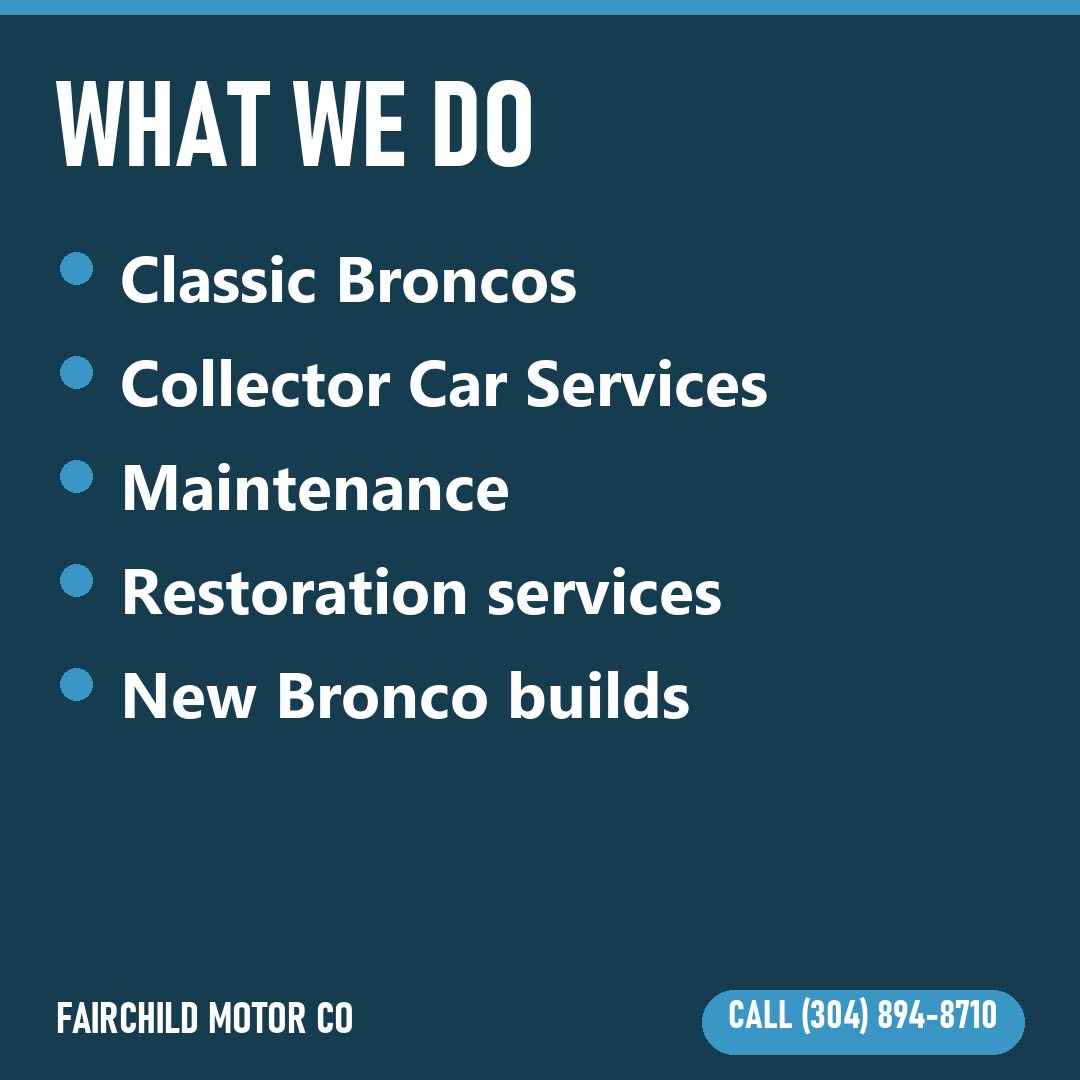 WHAT WE DO
Classic Broncos
Collector Car Services
Maintenance
Restoration services
New Bronco builds
FAIRCHILD MOTOR CO
CALL (304) 894-8710